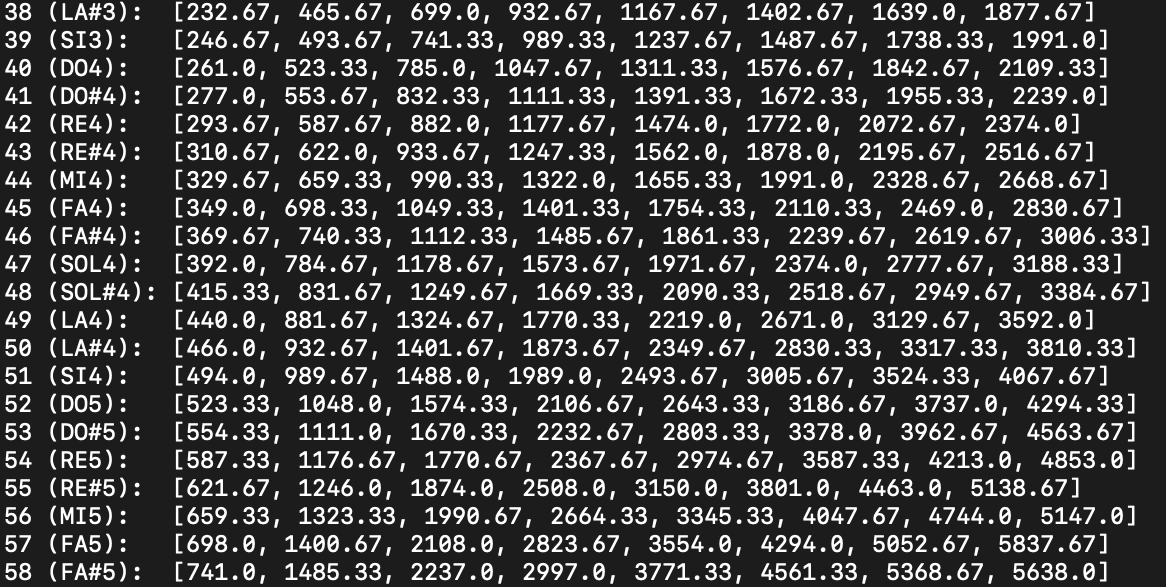 38 (LA#3):  [232.67, 465.67, 699.0, 932.67, 1167.67, 1402.67, 1639.0, 1877.67]
39 (SI3):   [246.67, 493.67, 741.33, 989.33, 1237.67, 1487.67, 1738.33, 1991.0]
40 (DO4):   [261.0, 523.33, 785.0, 1047.67, 1311.33, 1576.67, 1842.67, 2109.33]
41 (DO#4):  [277.0, 553.67, 832.33, 1111.33, 1391.33, 1672.33, 1955.33, 2239.0]
42 (RE4):   [293.67, 587.67, 882.0, 1177.67, 1474.0, 1772.0, 2072.67, 2374.0]
43 (RE#4):  [310.67, 622.0, 933.67, 1247.33, 1562.0, 1878.0, 2195.67, 2516.67]
44 (MI4):   [329.67, 659.33, 990.33, 1322.0, 1655.33, 1991.0, 2328.67, 2668.67]
45 (FA4):   [349.0, 698.33, 1049.33, 1401.33, 1754.33, 2110.33, 2469.0, 2830.67]
46 (FA#4):  [369.67, 740.33, 1112.33, 1485.67, 1861.33, 2239.67, 2619.67, 3006.33]
47 (SOL4):  [392.0, 784.67, 1178.67, 1573.67, 1971.67, 2374.0, 2777.67, 3188.33]
48 (SOL#4): [415.33, 831.67, 1249.67, 1669.33, 2090.33, 2518.67, 2949.67, 3384.67]
49 (LA4):   [440.0, 881.67, 1324.67, 1770.33, 2219.0, 2671.0, 3129.67, 3592.0]
50 (LA#4):  [466.0, 932.67, 1401.67, 1873.67, 2349.67, 2830.33, 3317.33, 3810.33]
51 (SI4):   [494.0, 989.67, 1488.0, 1989.0, 2493.67, 3005.67, 3524.33, 4067.67]
52 (DO5):   [523.33, 1048.0, 1574.33, 2106.67, 2643.33, 3186.67, 3737.0, 4294.33]
53 (DO#5):  [554.33, 1111.0, 1670.33, 2232.67, 2803.33, 3378.0, 3962.67, 4563.67]
54 (RE5):   [587.33, 1176.67, 1770.67, 2367.67, 2974.67, 3587.33, 4213.0, 4853.0]
55 (RE#5):  [621.67, 1246.0, 1874.0, 2508.0, 3150.0, 3801.0, 4463.0, 5138.67]
56 (MI5):   [659.33, 1323.33, 1990.67, 2664.33, 3345.33, 4047.67, 4744.0, 5147.0]
57 (FA5):   [698.0, 1400.67, 2108.0, 2823.67, 3554.0, 4294.0, 5052.67, 5837.67]
58 (FA#5):  [741.0, 1485.33, 2237.0, 2997.0, 3771.33, 4561.33, 5368.67, 5638.0]